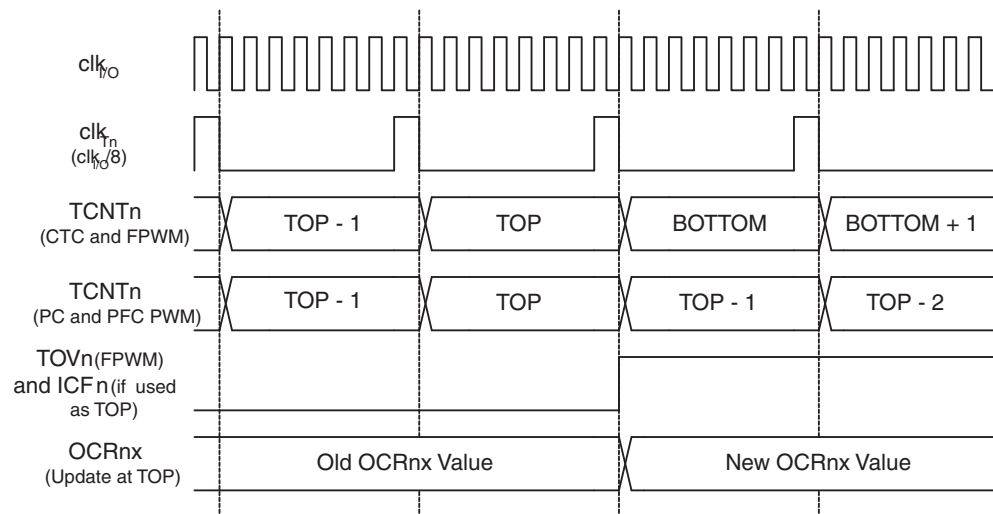 clkI/O
clkTn
(clkI/O/8)
TCNTn
(CTC and FPWM)
TOP - 1
TOP
BOTTOM
BOTTOM + 1
TCNTn
(PC and PFC PWM)
TOP - 1
TOP
TOP - 1
TOP - 2
TOVn(FPWM)
and ICFn(if used
as TOP)
OCRnx
(Update at TOP)
Old OCRnx Value
New OCRnx Value